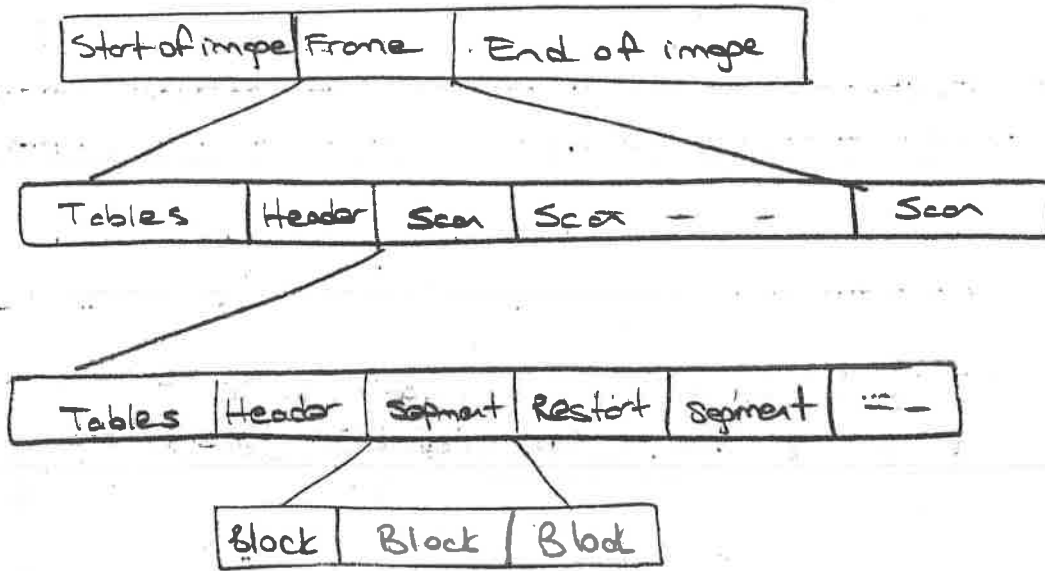 Start of image Frame End of image
Tables Header Scan Scan - - Scan
Tables Header Segment Restart Segment = -
Block Block Block